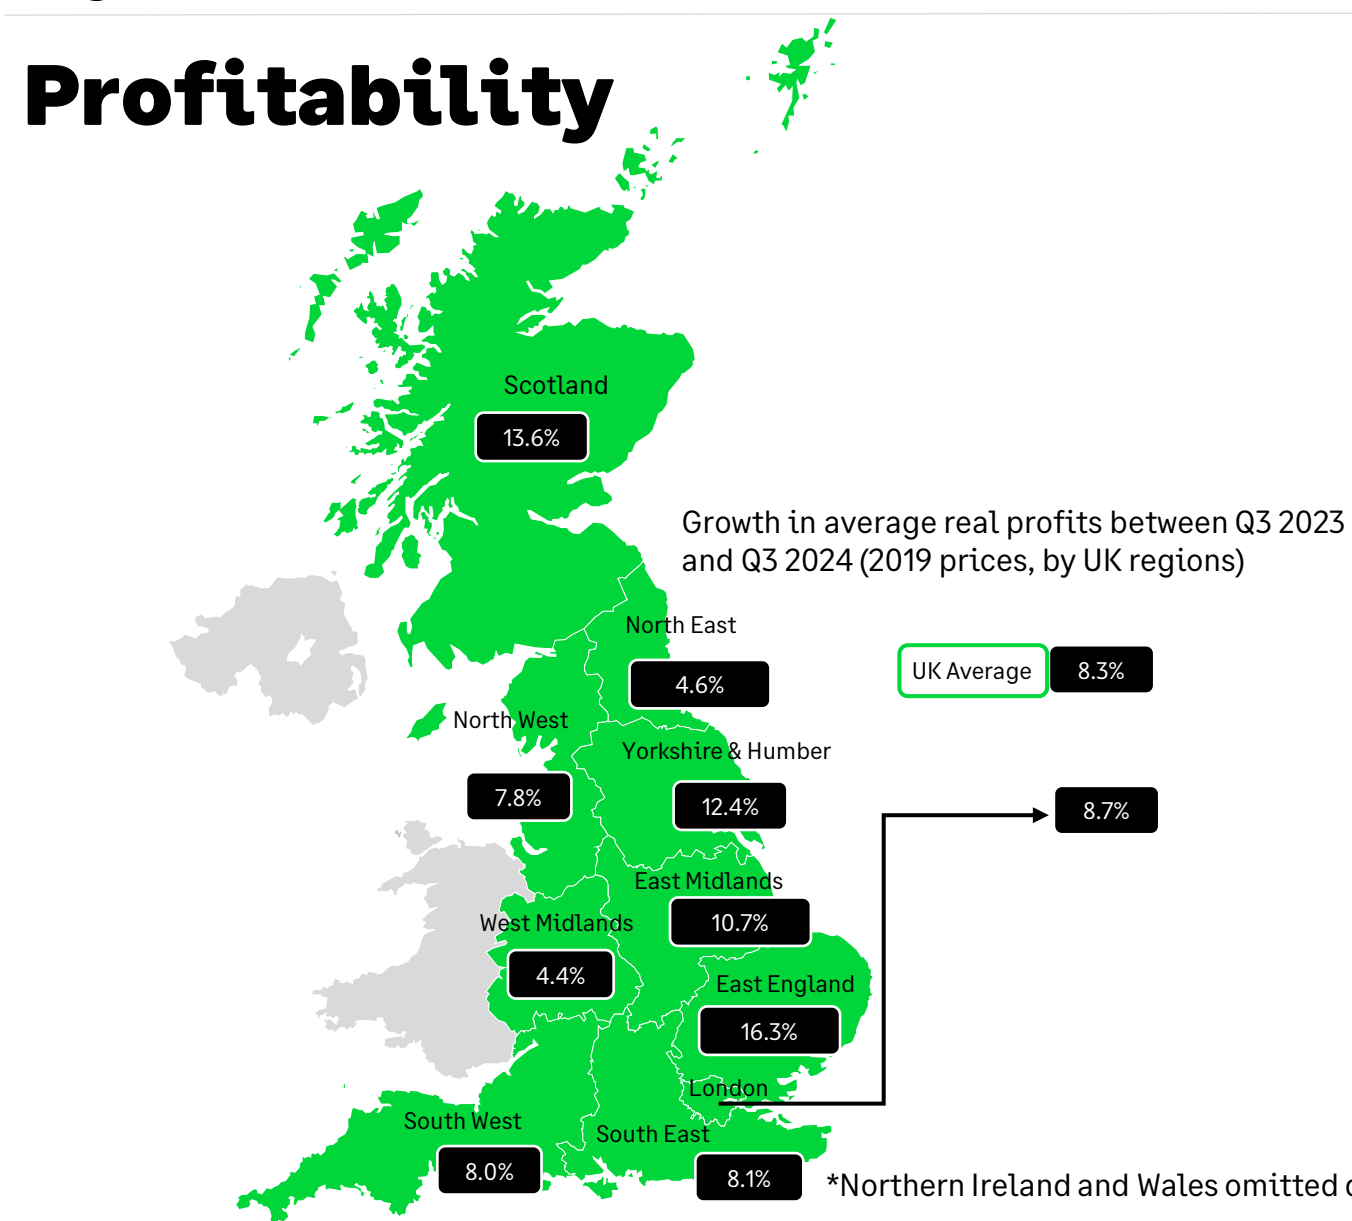 Profitability
Scotland
13.6%
Growth in average real profits between Q3 2023
and Q3 2024 (2019 prices, by UK regions)
North East
4.6%
UK Average
8.3%
North West
7.8%
Yorkshire & Humber
12.4%
8.7%
East Midlands
10.7%
West Midlands
4.4%
East England
16.3%
London
South West
8.0%
South East
8.1%
*Northern Ireland and Wales omitted